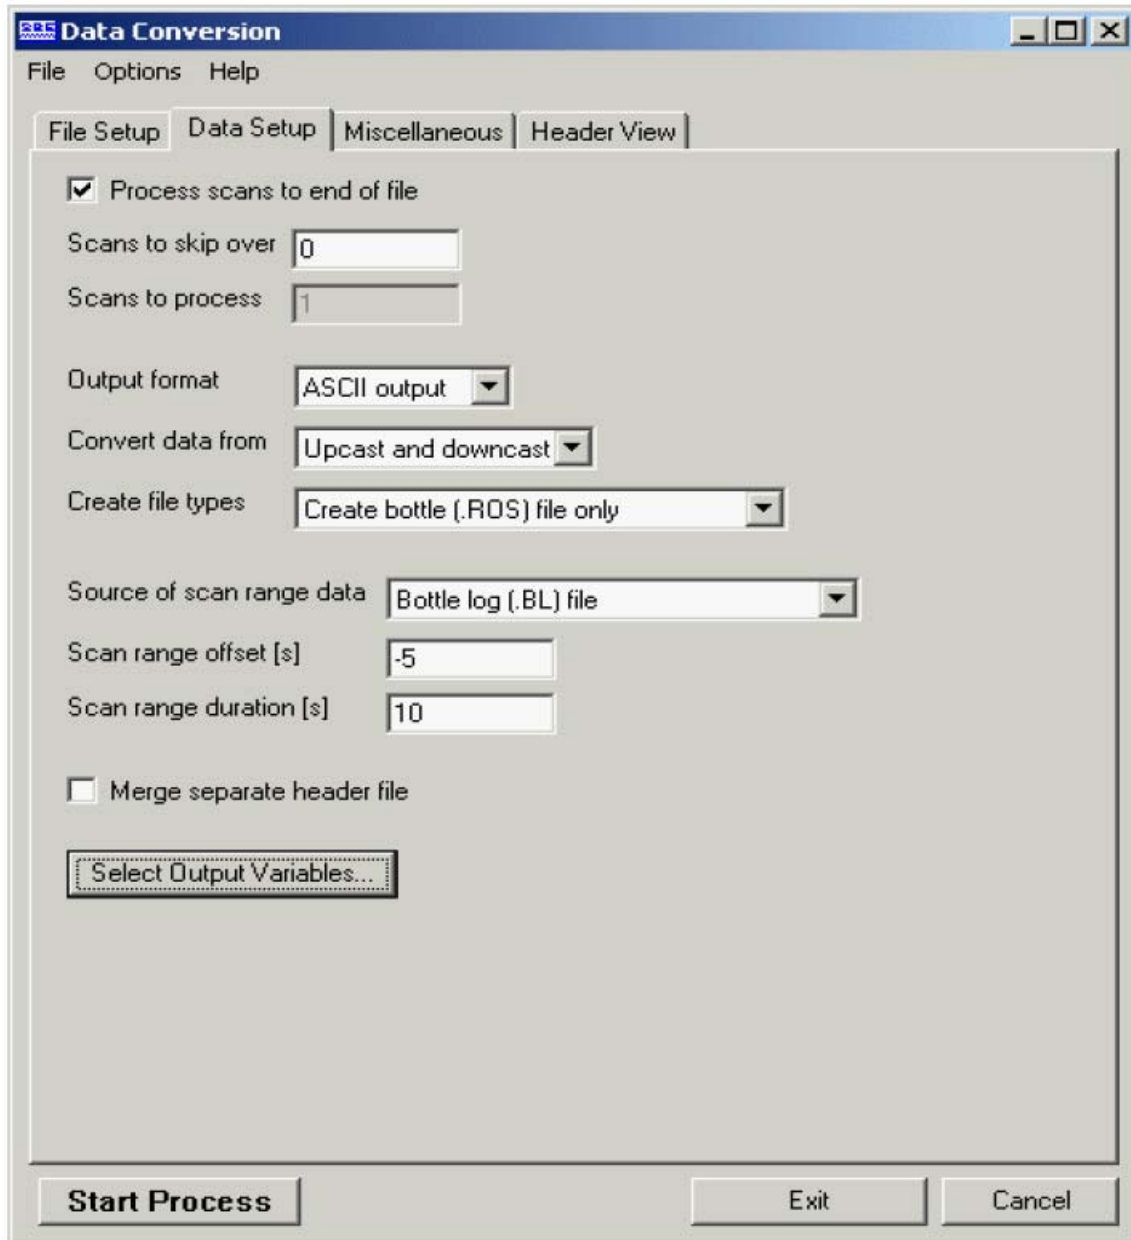 Data Conversion
File Options Help
File Setup Data Setup Miscellaneous Header View
Process scans to end of file
Scans to skip over 0
Scans to process 1
Output format ASCII output
Convert data from Upcast and downcast
Create file types Create bottle (.ROS) file only
Source of scan range data Bottle log (.BL) file
Scan range offset [s] -5
Scan range duration [s] 10
Merge separate header file
Select Output Variables...
Start Process Exit Cancel